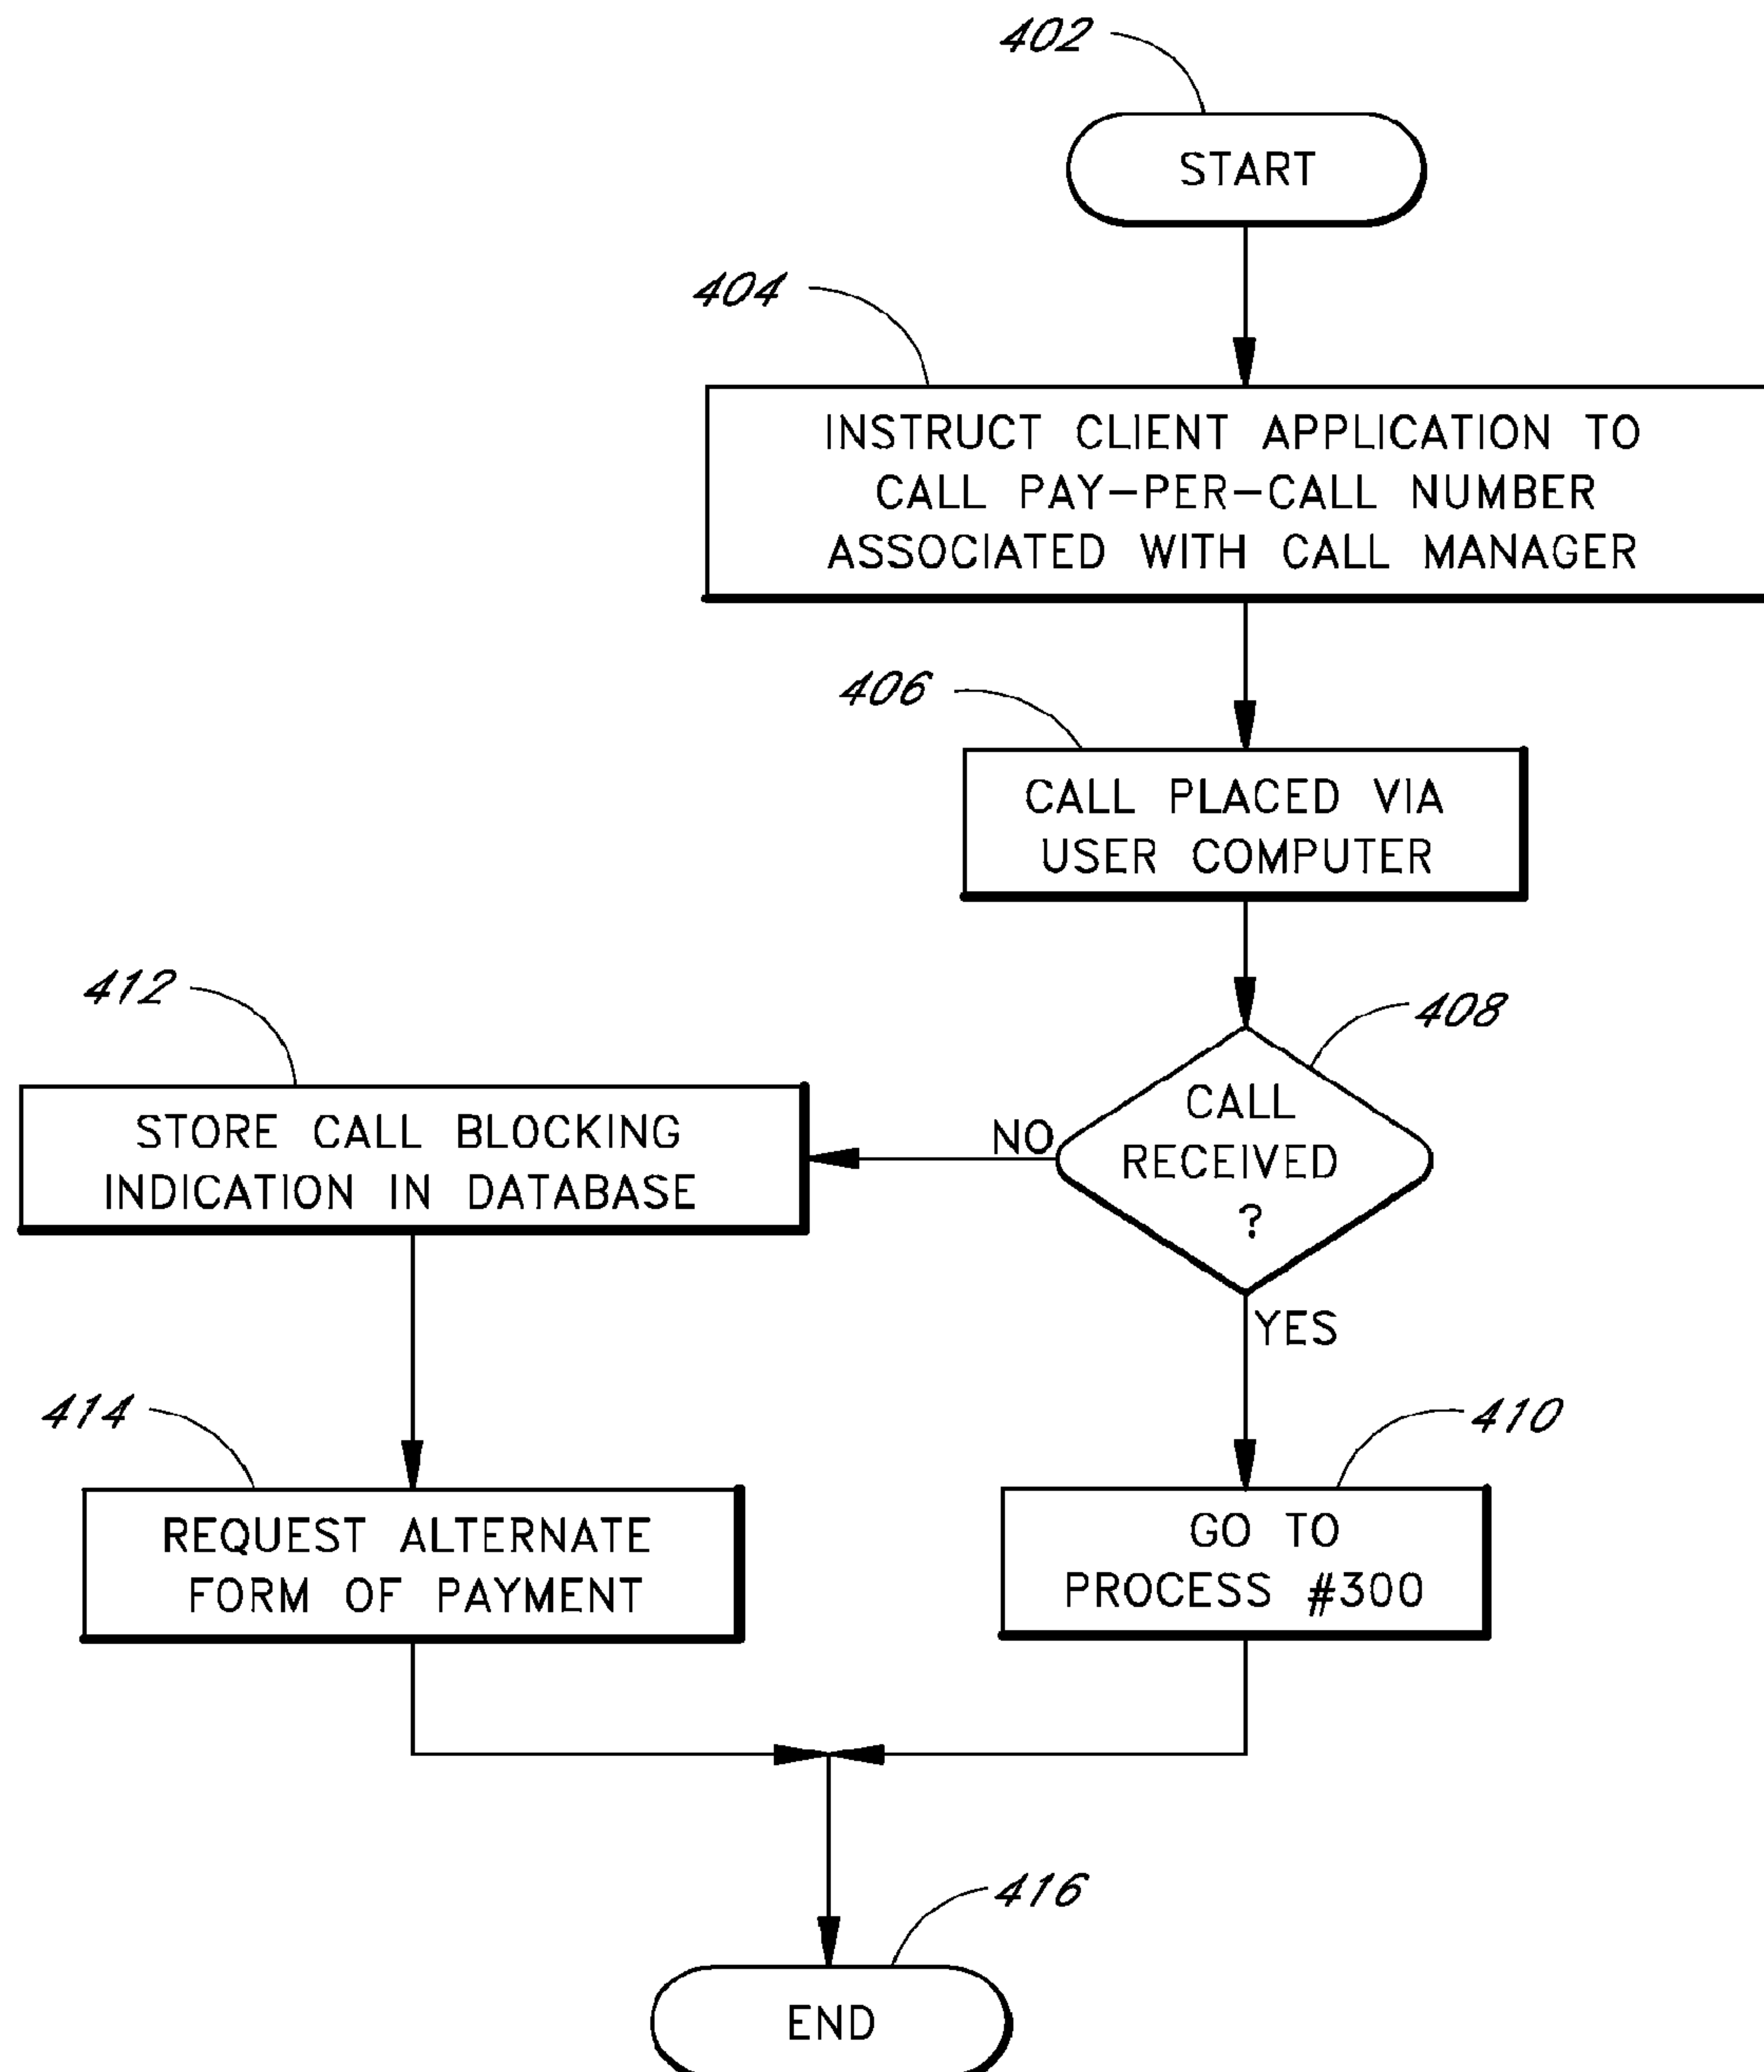 402
START
404
INSTRUCT CLIENT APPLICATION TO
CALL PAY-PER-CALL NUMBER
ASSOCIATED WITH CALL MANAGER
406
CALL PLACED VIA
USER COMPUTER
412
408
STORE CALL BLOCKING
INDICATION IN DATABASE
NO
CALL
RECEIVED
?
YES
414
410
REQUEST ALTERNATE
FORM OF PAYMENT
GO TO
PROCESS #300
416
END